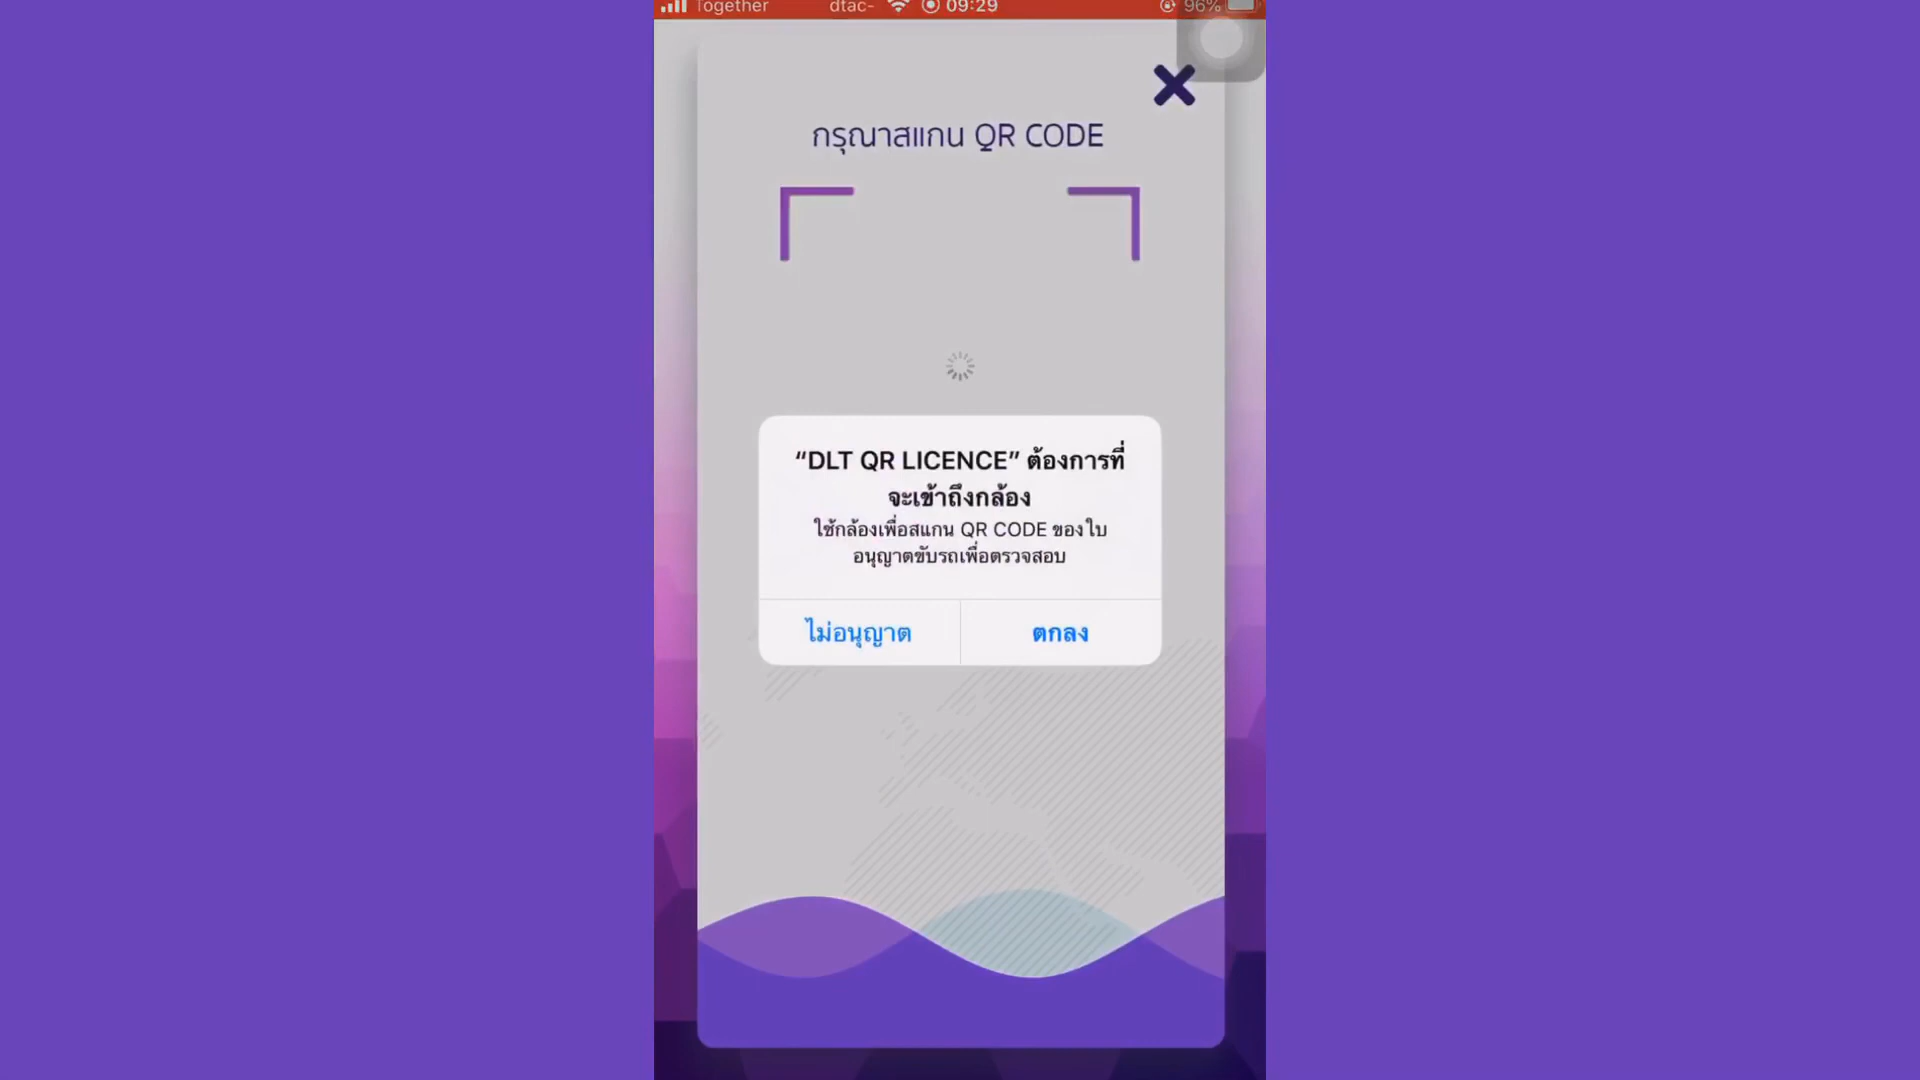 Together dtac- 09:29 96%
กรุณาสแกน QR CODE
“DLT QR LICENCE” ต้องการที่
จะเข้าถึงกล้อง
ใช้กล้องเพื่อสแกน QR CODE ของใบ
อนุญาตขับรถเพื่อตรวจสอบ
ไม่อนุญาต ตกลง